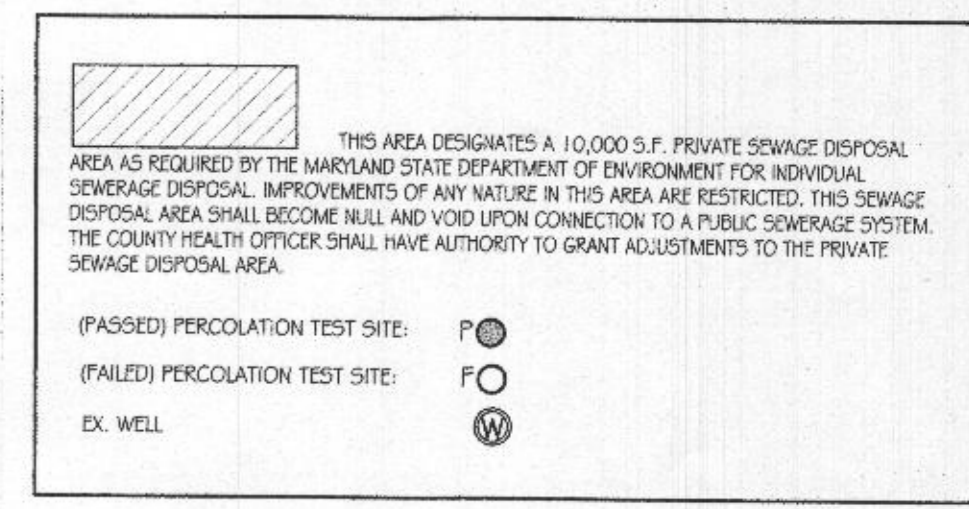 THIS AREA DESIGNATES A 10,000 S.F. PRIVATE SEWAGE DISPOSAL
AREA AS REQUIRED BY THE MARYLAND STATE DEPARTMENT OF ENVIRONMENT FOR INDIVIDUAL
SEWERAGE DISPOSAL. IMPROVEMENTS OF ANY NATURE IN THIS AREA ARE RESTRICTED. THIS SEWAGE
DISPOSAL AREA SHALL BECOME NULL AND VOID UPON CONNECTION TO A PUBLIC SEWERAGE SYSTEM.
THE COUNTY HEALTH OFFICER SHALL HAVE AUTHORITY TO GRANT ADJUSTMENTS TO THE PRIVATE
SEWAGE DISPOSAL AREA.
(PASSED) PERCOLATION TEST SITE: P
(FAILED) PERCOLATION TEST SITE: F
EX. WELL W